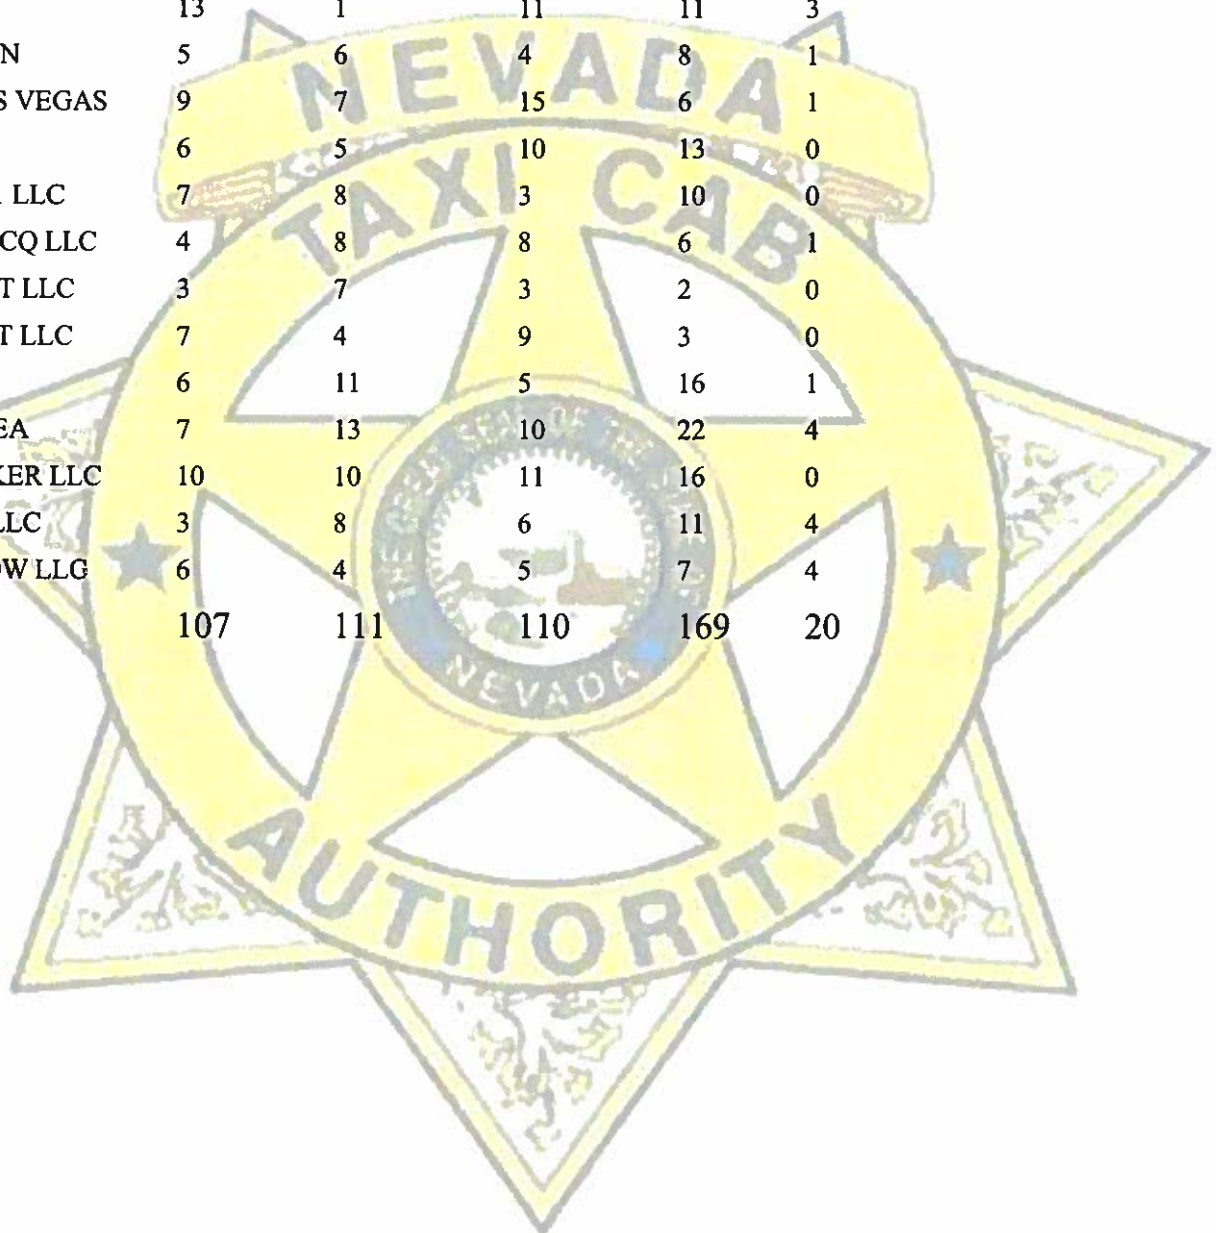 13 1 11 11 3
N 5 6 4 8 1
S VEGAS 9 7 15 6 1
6 5 10 13 0
LLC 7 8 3 10 0
CQ LLC 4 8 8 6 1
T LLC 3 7 3 2 0
T LLC 7 4 9 3 0
6 11 5 16 1
EA 7 13 10 22 4
KER LLC 10 10 11 16 0
LLC 3 8 6 11 4
OW LLG 6 4 5 7 4
107 111 110 169 20
NEVADA
TAXI CAB
NEVADA
AUTHORITY